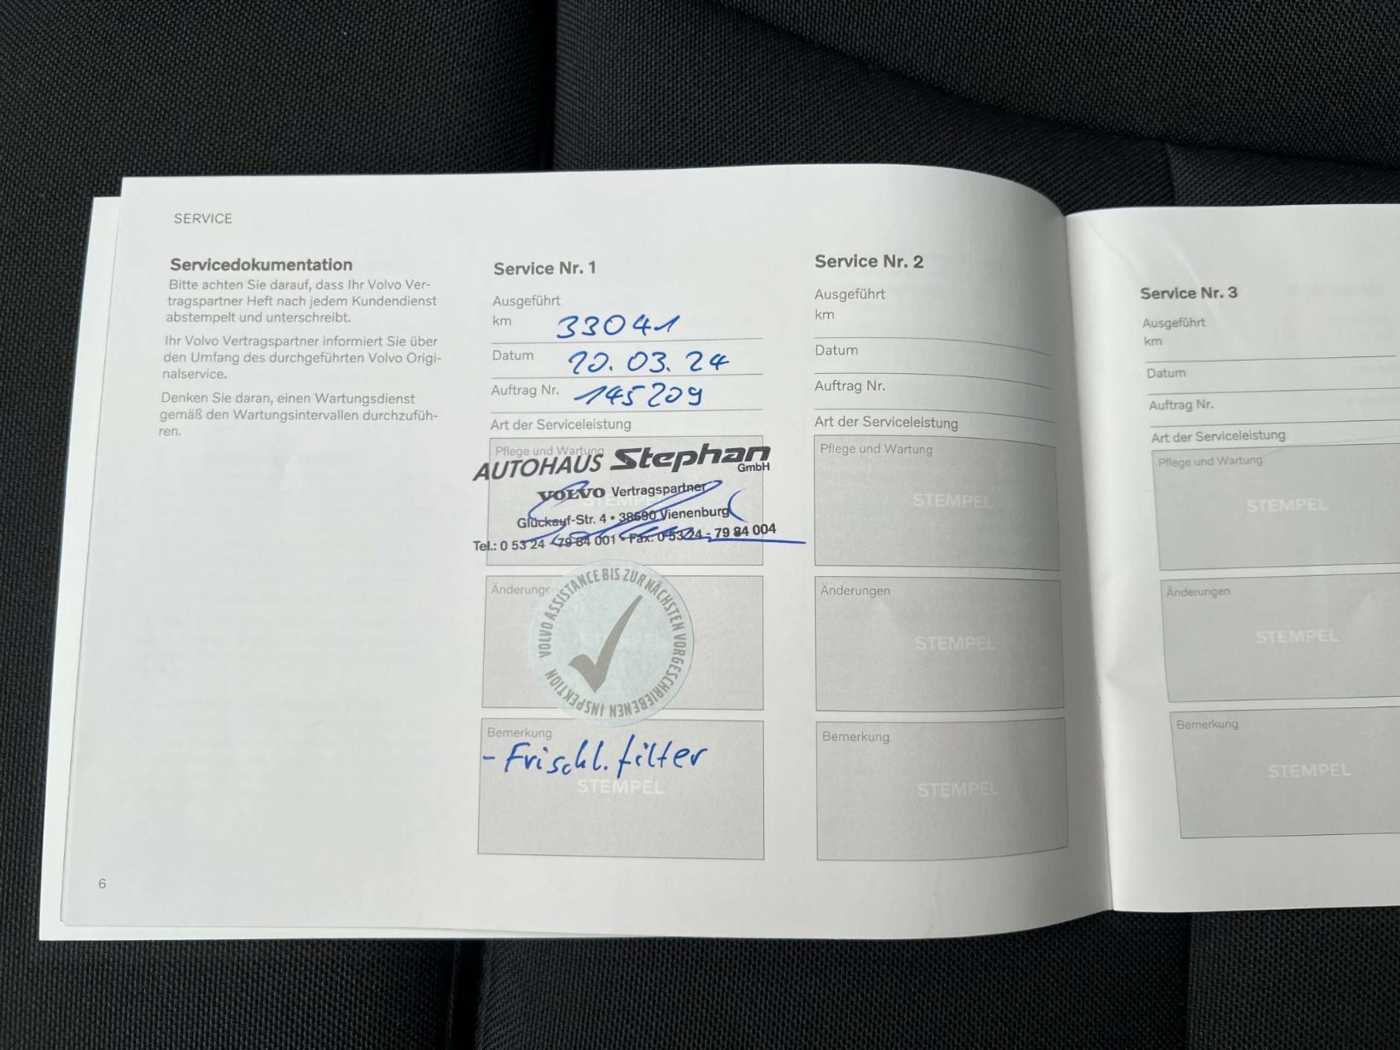 SERVICE
Servicedokumentation
Bitte achten Sie darauf, dass Ihr Volvo Ver-
tragspartner Heft nach jedem Kundendienst
abstempelt und unterschreibt.
Ihr Volvo Vertragspartner informiert Sie über
den Umfang des durchgeführten Volvo Origi-
nalservice.
Denken Sie daran, einen Wartungsdienst
gemäß den Wartungsintervallen durchzufüh-
ren.
6
Service Nr. 1
Ausgeführt
km 33041
Datum 20.03.24
Auftrag Nr. 145209
Art der Serviceleistung
Pflege und Wartung
AUTOHAUS Stephan
GmbH
VOLVO Vertragspartner
Glückauf-Str. 4 • 38690 Vienenburg
Tel.: 0 53 24 - 79 84 001 • Fax: 0 53 24 - 79 84 004
Änderungen
VOLVO ASSISTANCE BIS ZUR NÄCHSTEN VORGESCHRIEBENEN INSPEKTION
Bemerkung
- Frischl. filter
STEMPEL
Service Nr. 2
Ausgeführt
km
Datum
Auftrag Nr.
Art der Serviceleistung
Pflege und Wartung
STEMPEL
Änderungen
STEMPEL
Bemerkung
STEMPEL
Service Nr. 3
Ausgeführt
km
Datum
Auftrag Nr.
Art der Serviceleistung
Pflege und Wartung
STEMPEL
Änderungen
STEMPEL
Bemerkung
STEMPEL